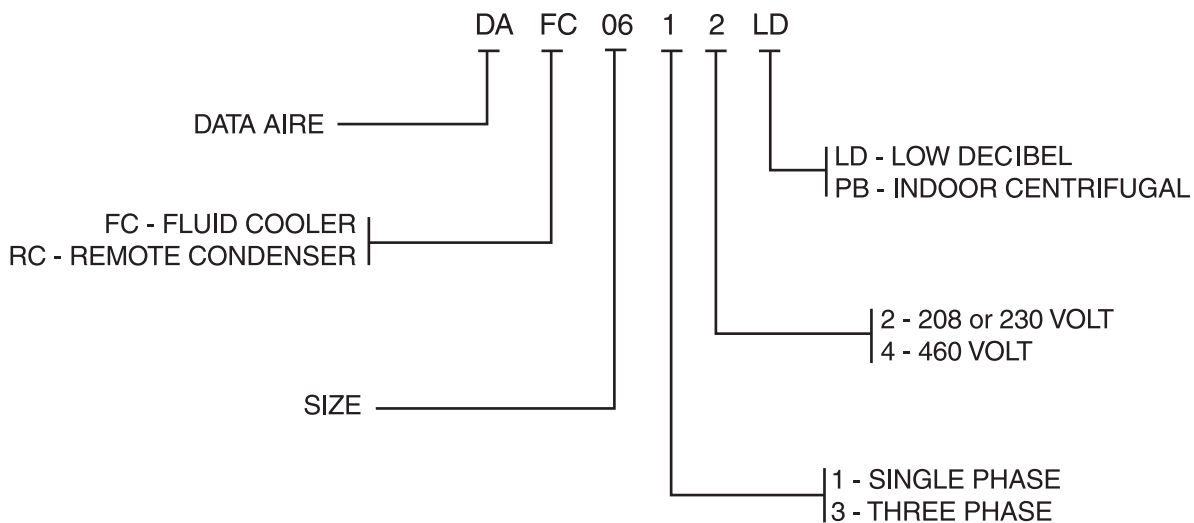 DA FC 06 1 2 LD
DATA AIRE
LD - LOW DECIBEL
PB - INDOOR CENTRIFUGAL
FC - FLUID COOLER
RC - REMOTE CONDENSER
2 - 208 or 230 VOLT
4 - 460 VOLT
SIZE
1 - SINGLE PHASE
3 - THREE PHASE